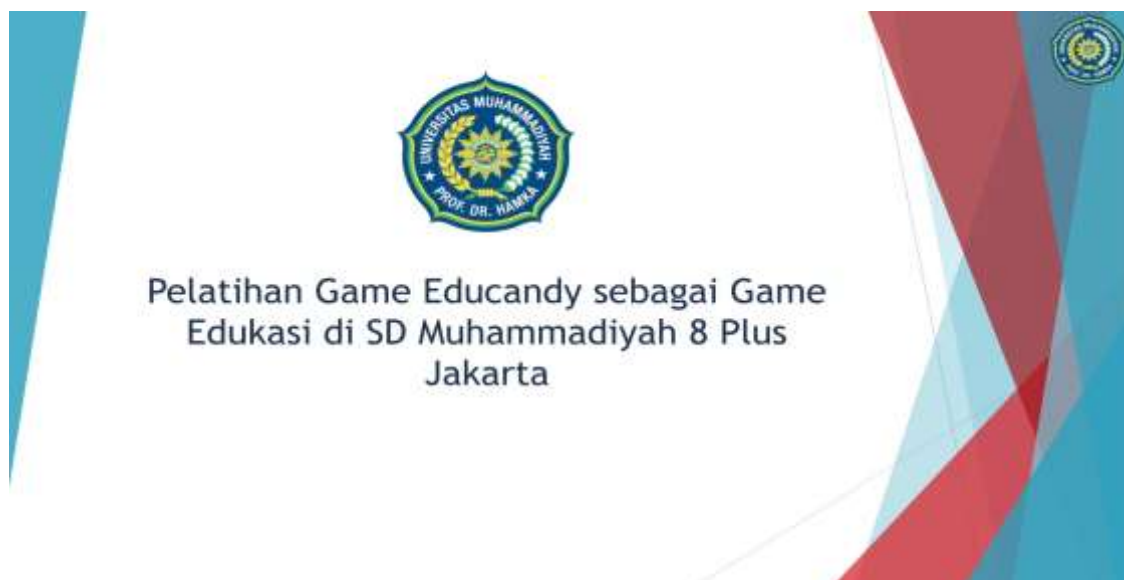 UNIVERSITAS MUHAMMADIYAH
PROF. DR. HAMKA
Pelatihan Game Educandy sebagai Game
Edukasi di SD Muhammadiyah 8 Plus
Jakarta